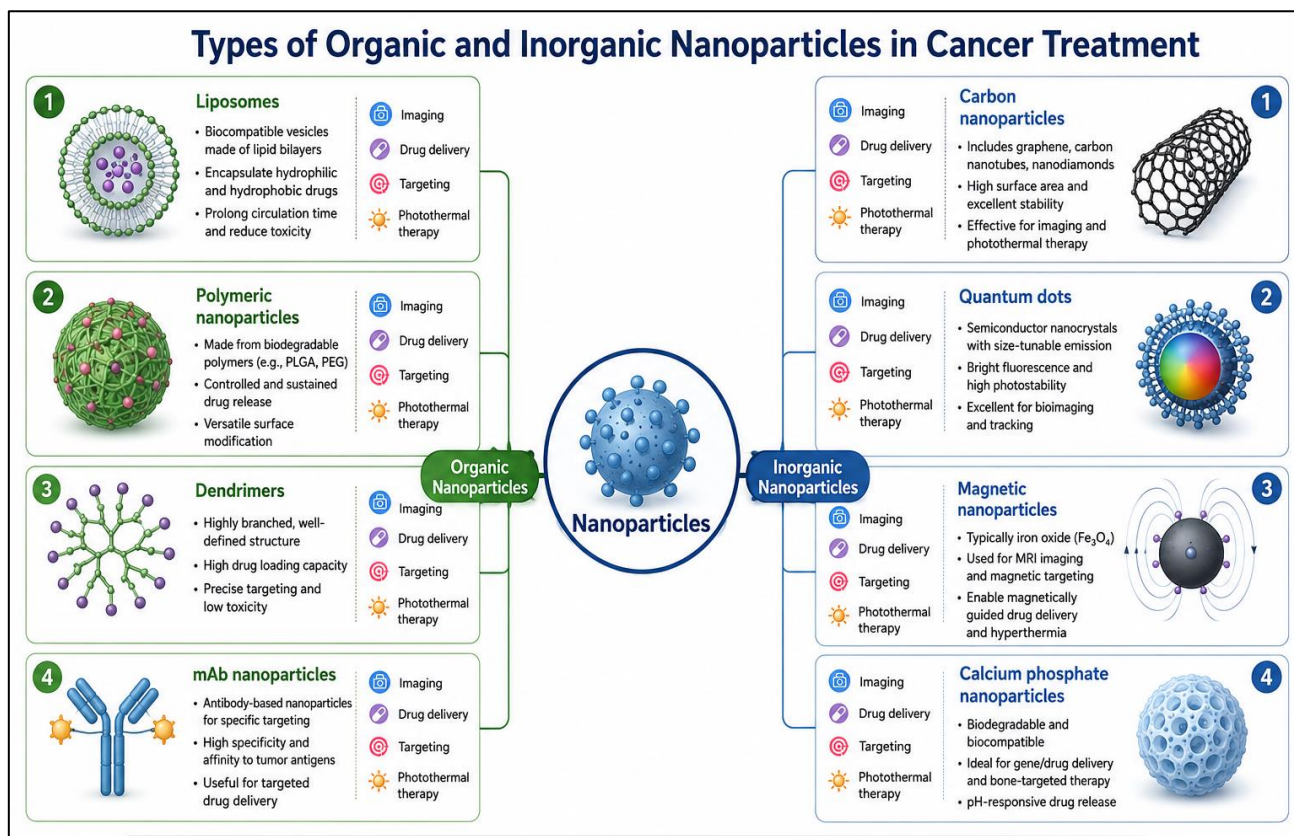 Types of Organic and Inorganic Nanoparticles in Cancer Treatment
1
Liposomes
• Biocompatible vesicles
made of lipid bilayers
• Encapsulate hydrophilic
and hydrophobic drugs
• Prolong circulation time
and reduce toxicity
Imaging
Drug delivery
Targeting
Photothermal
therapy
2
Polymeric
nanoparticles
• Made from biodegradable
polymers (e.g., PLGA, PEG)
• Controlled and sustained
drug release
• Versatile surface
modification
Imaging
Drug delivery
Targeting
Photothermal
therapy
3
Dendrimers
• Highly branched, well-
defined structure
• High drug loading capacity
• Precise targeting and
low toxicity
Imaging
Drug delivery
Targeting
Photothermal
therapy
4
mAb nanoparticles
• Antibody-based nanoparticles
for specific targeting
• High specificity and
affinity to tumor antigens
• Useful for targeted
drug delivery
Imaging
Drug delivery
Targeting
Photothermal
therapy
Organic
Nanoparticles
Nanoparticles
Inorganic
Nanoparticles
Imaging
Drug delivery
Targeting
Photothermal
therapy
Carbon
nanoparticles
• Includes graphene, carbon
nanotubes, nanodiamonds
• High surface area and
excellent stability
• Effective for imaging and
photothermal therapy
1
Imaging
Drug delivery
Targeting
Photothermal
therapy
Quantum dots
• Semiconductor nanocrystals
with size-tunable emission
• Bright fluorescence and
high photostability
• Excellent for bioimaging
and tracking
2
Imaging
Drug delivery
Targeting
Photothermal
therapy
Magnetic
nanoparticles
• Typically iron oxide (Fe₃O₄)
• Used for MRI imaging
and magnetic targeting
• Enable magnetically
guided drug delivery
and hyperthermia
3
Imaging
Drug delivery
Targeting
Photothermal
therapy
Calcium phosphate
nanoparticles
• Biodegradable and
biocompatible
• Ideal for gene/drug delivery
and bone-targeted therapy
• pH-responsive drug release
4